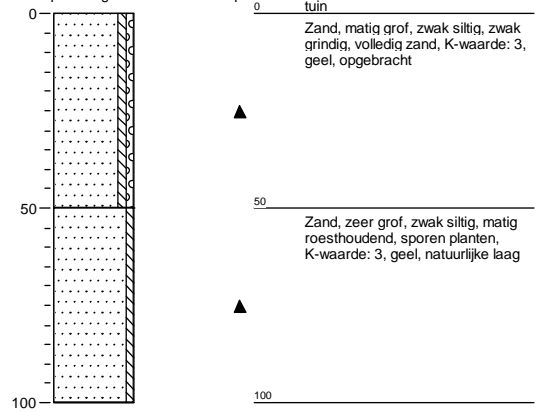 0
0
tuin
Zand, matig grof, zwak siltig, zwak
grindig, volledig zand, K-waarde: 3,
geel, opgebracht
50
50
Zand, zeer grof, zwak siltig, matig
roesthoudend, sporen planten,
K-waarde: 3, geel, natuurlijke laag
100
100